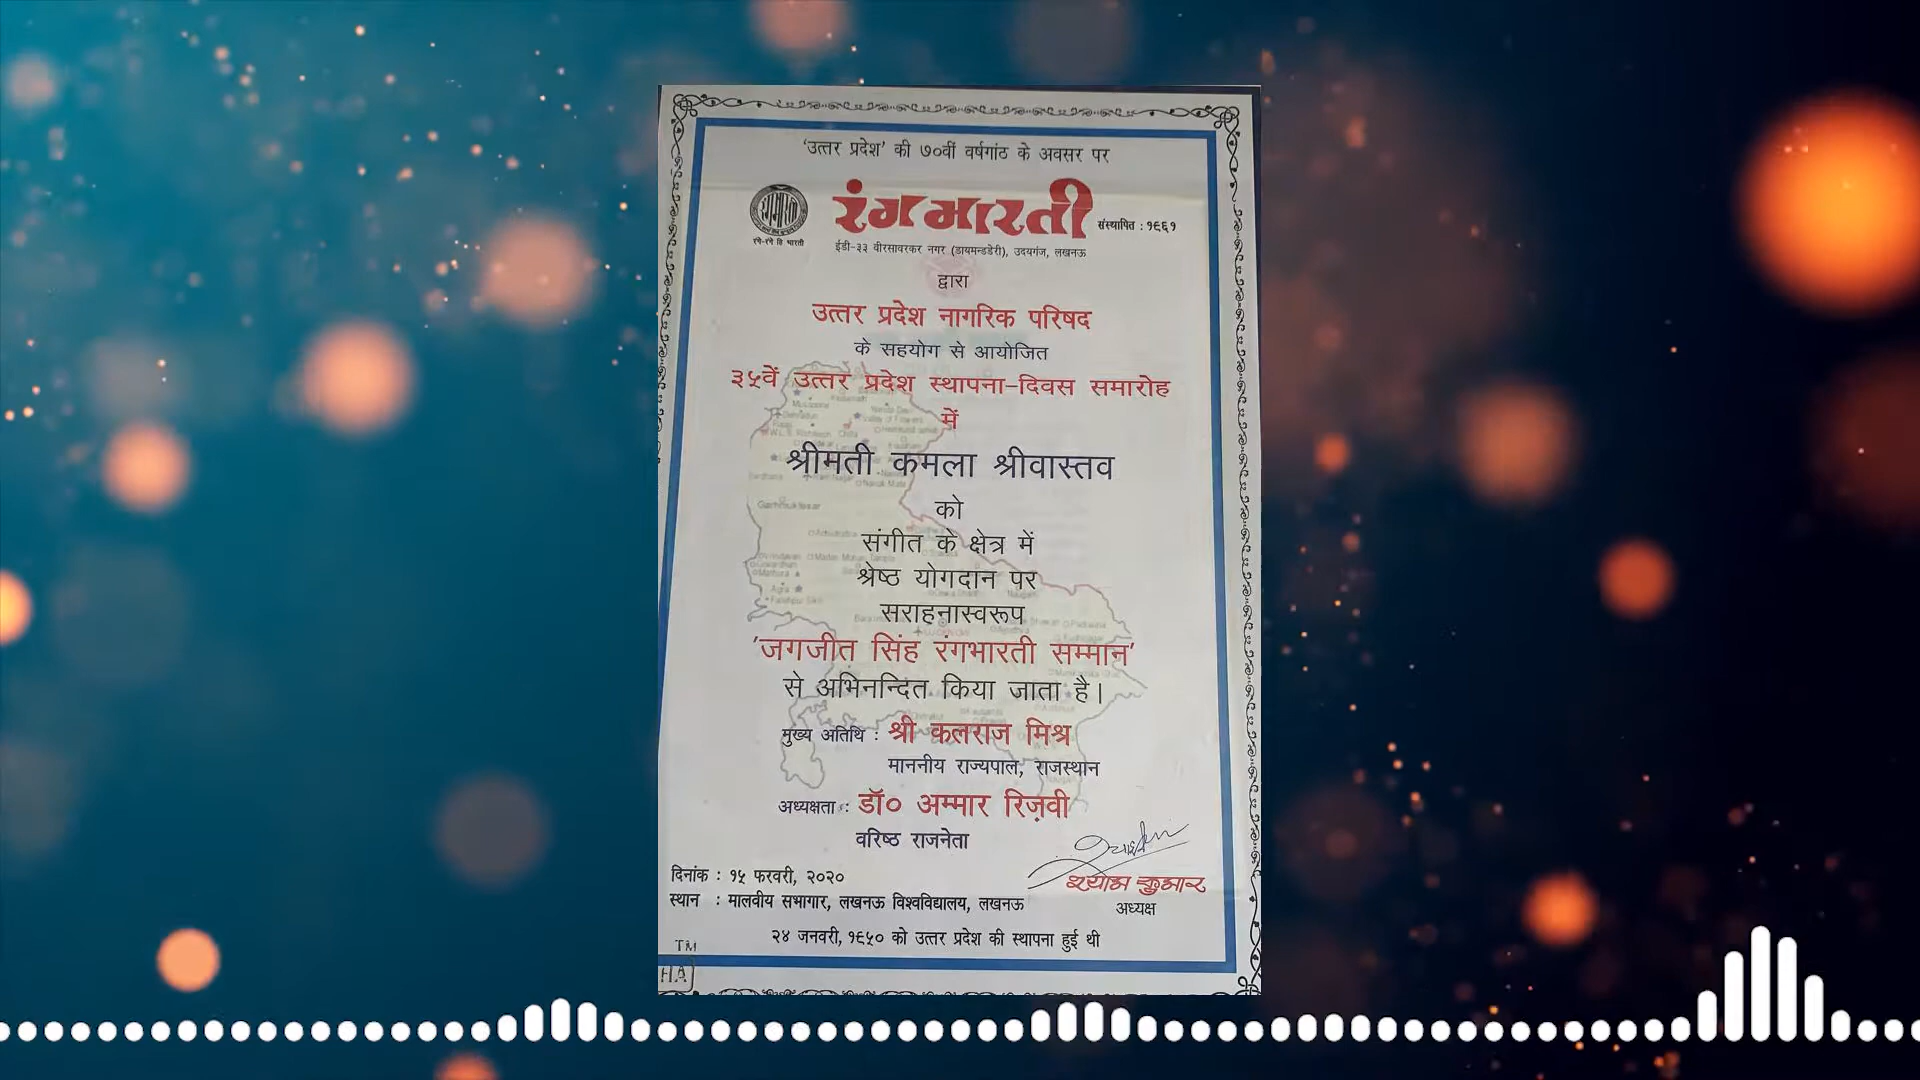 'उत्तर प्रदेश' की ७०वीं वर्षगांठ के अवसर पर
रंगभारती
संस्थापित : १९६१
रंगे-रंगे हि भारती
ईडी-३३ वीरसावरकर नगर (डायमन्डडेरी), उदयगंज, लखनऊ
द्वारा
उत्तर प्रदेश नागरिक परिषद
के सहयोग से आयोजित
३५वें उत्तर प्रदेश स्थापना-दिवस समारोह
में
श्रीमती कमला श्रीवास्तव
को
संगीत के क्षेत्र में
श्रेष्ठ योगदान पर
सराहनास्वरूप
'जगजीत सिंह रंगभारती सम्मान'
से अभिनन्दित किया जाता है।
मुख्य अतिथि : श्री कलराज मिश्र
माननीय राज्यपाल, राजस्थान
अध्यक्षता : डॉ० अम्मार रिज़वी
वरिष्ठ राजनेता
दिनांक : १५ फरवरी, २०२०
श्याम कुमार
स्थान : मालवीय सभागार, लखनऊ विश्वविद्यालय, लखनऊ
अध्यक्ष
२४ जनवरी, १९५० को उत्तर प्रदेश की स्थापना हुई थी
TM
HA